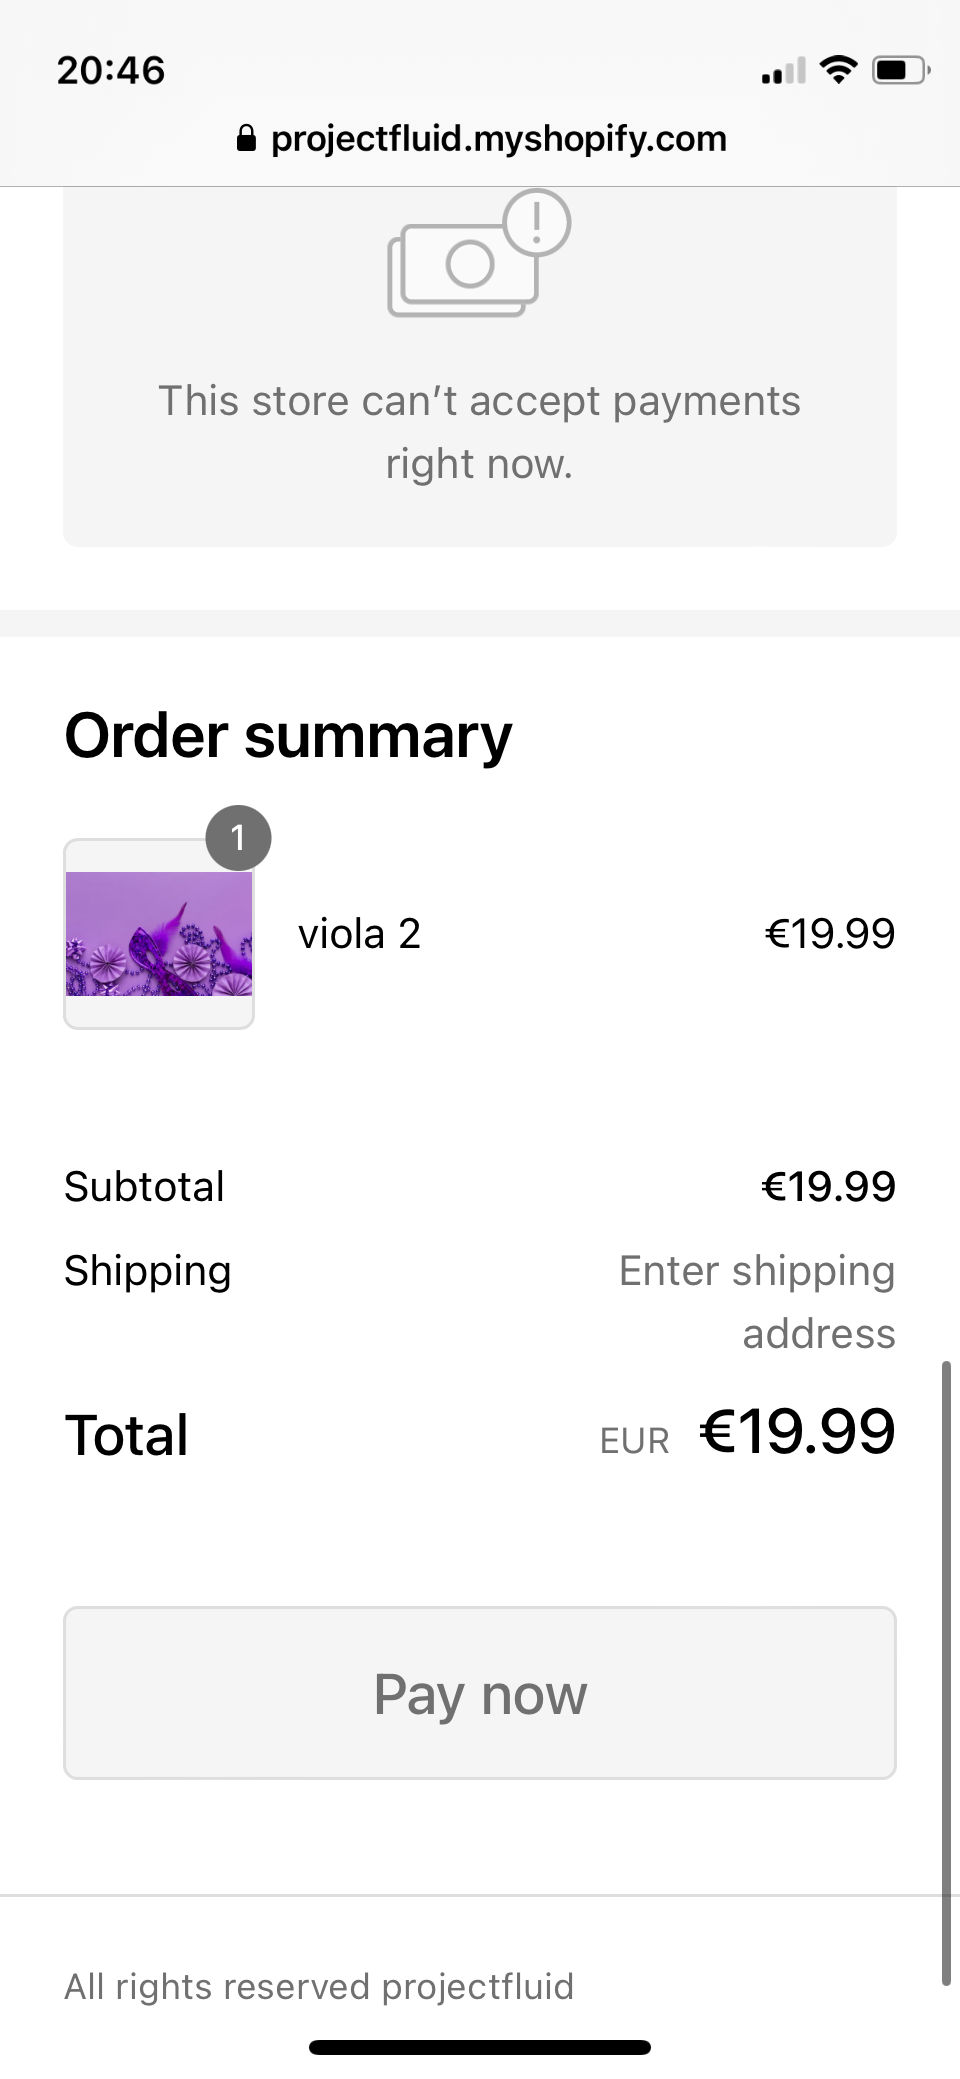 20:46
projectfluid.myshopify.com
This store can’t accept payments
right now.
Order summary
1
viola 2 €19.99
Subtotal €19.99
Shipping Enter shipping
address
Total EUR €19.99
Pay now
All rights reserved projectfluid